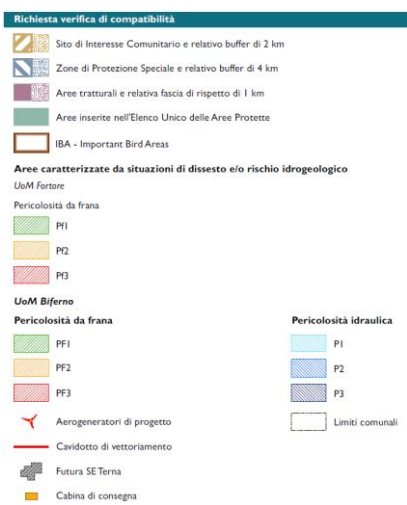 Richiesta verifica di compatibilità
Sito di Interesse Comunitario e relativo buffer di 2 km
Zone di Protezione Speciale e relativo buffer di 4 km
Aree tratturali e relativa fascia di rispetto di 1 km
Aree inserite nell'Elenco Unico delle Aree Protette
IBA - Important Bird Areas
Aree caratterizzate da situazioni di dissesto e/o rischio idrogeologico
UoM Fortore
Pericolosità da frana
Pf1
Pf2
Pf3
UoM Biferno
Pericolosità da frana
PF1
PF2
PF3
Pericolosità idraulica
P1
P2
P3
Limiti comunali
Aerogeneratori di progetto
Cavidotto di vettoriamento
Futura SE Terna
Cabina di consegna